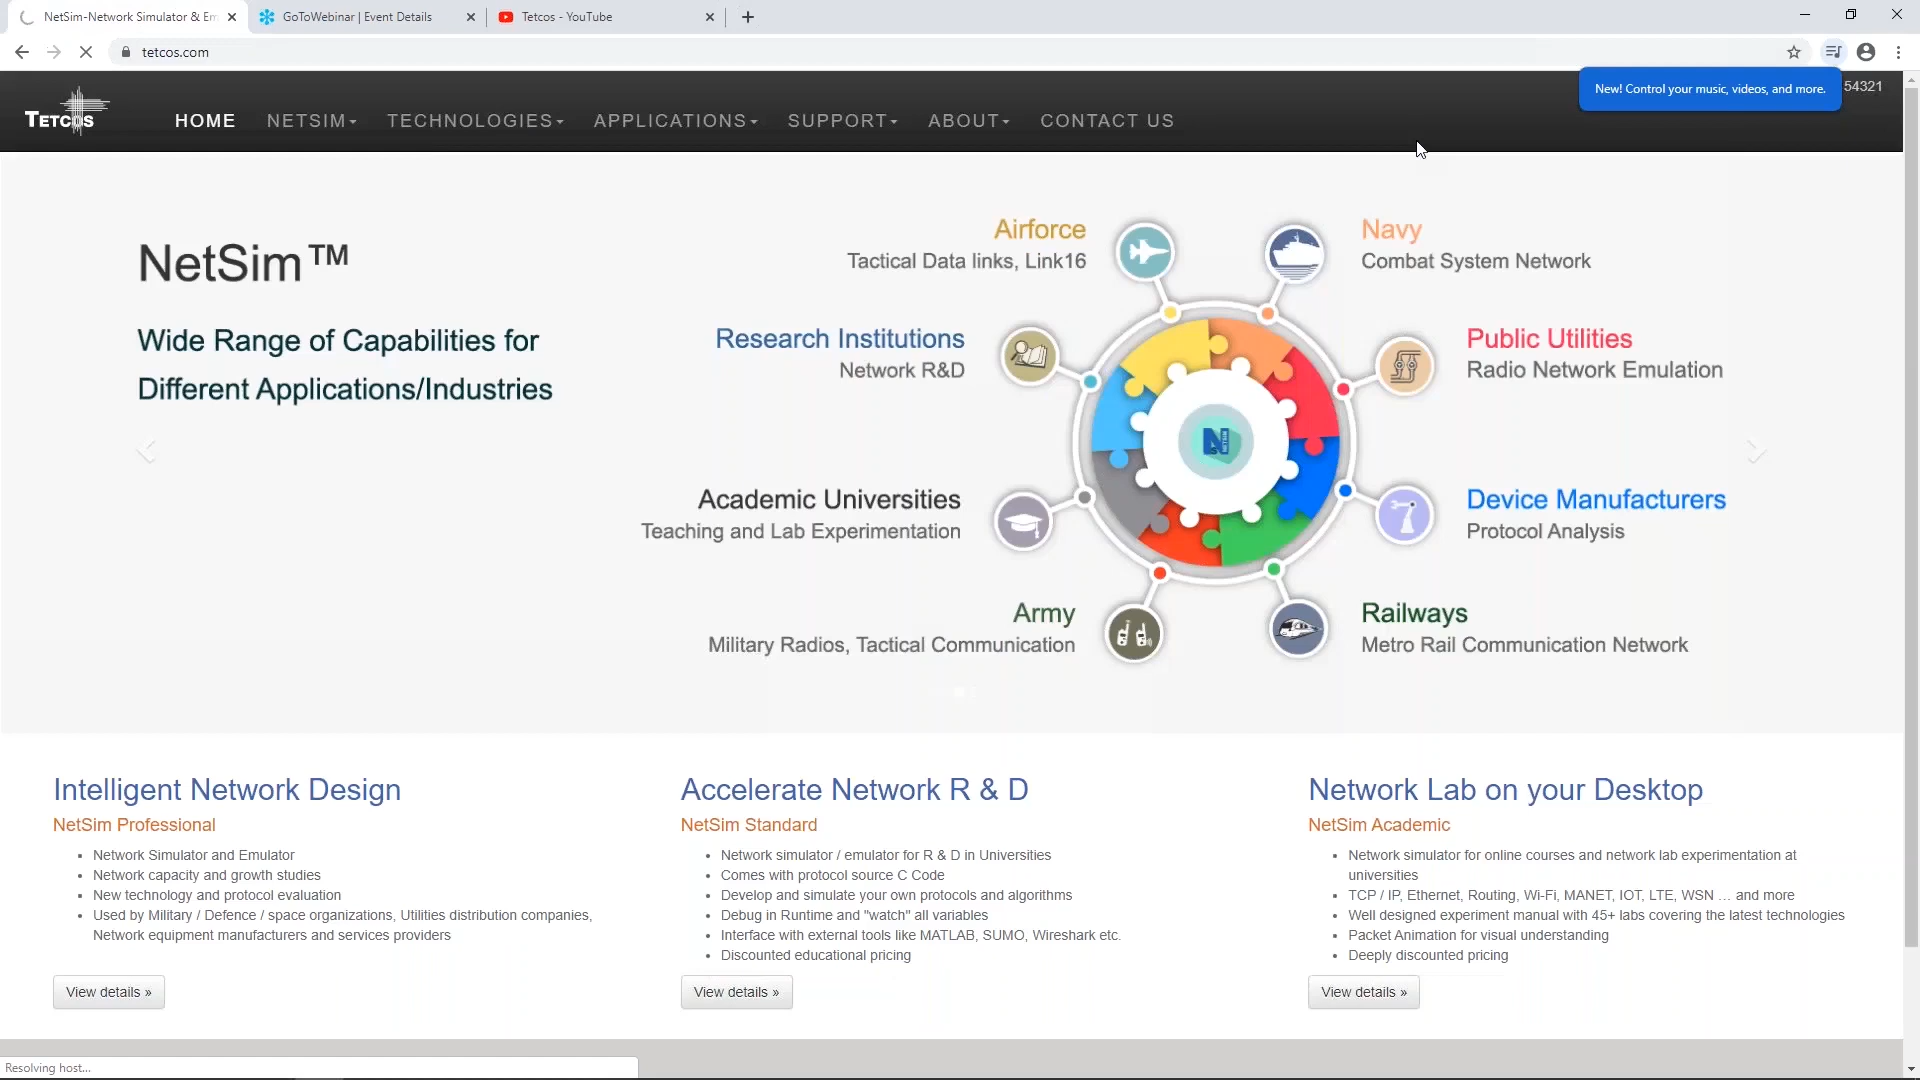 NetSim-Network Simulator & Em
GoToWebinar | Event Details
Tetcos - YouTube
tetcos.com
New! Control your music, videos, and more.
54321
TETCOS
HOME
NETSIM
TECHNOLOGIES
APPLICATIONS
SUPPORT
ABOUT
CONTACT US
NetSim™
Wide Range of Capabilities for
Different Applications/Industries
Airforce
Tactical Data links, Link16
Navy
Combat System Network
Research Institutions
Network R&D
Public Utilities
Radio Network Emulation
Academic Universities
Teaching and Lab Experimentation
Device Manufacturers
Protocol Analysis
Army
Military Radios, Tactical Communication
Railways
Metro Rail Communication Network
Intelligent Network Design
NetSim Professional
• Network Simulator and Emulator
• Network capacity and growth studies
• New technology and protocol evaluation
• Used by Military / Defence / space organizations, Utilities distribution companies,
Network equipment manufacturers and services providers
View details »
Accelerate Network R & D
NetSim Standard
• Network simulator / emulator for R & D in Universities
• Comes with protocol source C Code
• Develop and simulate your own protocols and algorithms
• Debug in Runtime and "watch" all variables
• Interface with external tools like MATLAB, SUMO, Wireshark etc.
• Discounted educational pricing
View details »
Network Lab on your Desktop
NetSim Academic
• Network simulator for online courses and network lab experimentation at
universities
• TCP / IP, Ethernet, Routing, Wi-Fi, MANET, IOT, LTE, WSN … and more
• Well designed experiment manual with 45+ labs covering the latest technologies
• Packet Animation for visual understanding
• Deeply discounted pricing
View details »
Resolving host...